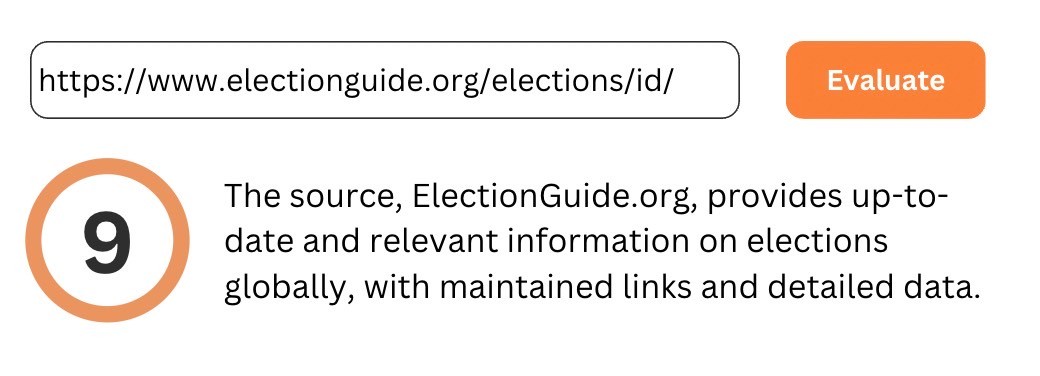 https://www.electionguide.org/elections/id/
Evaluate
9
The source, ElectionGuide.org, provides up-to-
date and relevant information on elections
globally, with maintained links and detailed data.